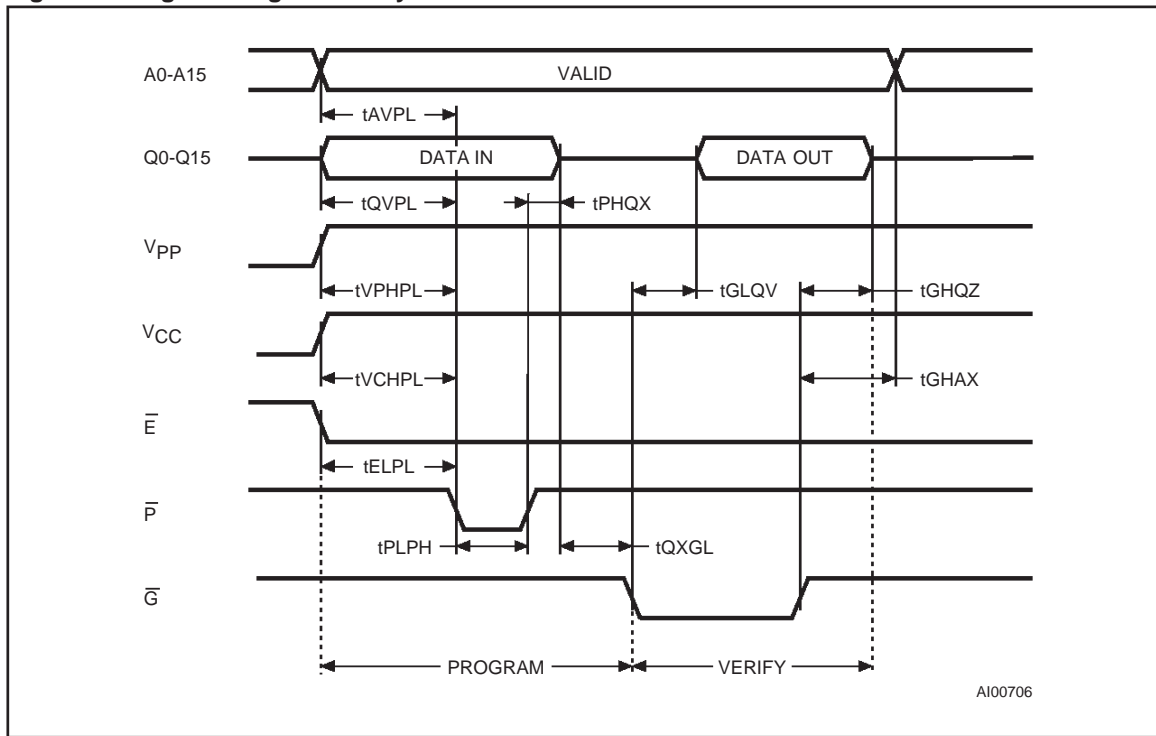 A0-A15
VALID
tAVPL
Q0-Q15
DATA IN
DATA OUT
tQVPL
tPHQX
VPP
tVPHPL
tGLQV
tGHQZ
VCC
tVCHPL
tGHAX
E̅
tELPL
P̅
tPLPH
tQXGL
G̅
PROGRAM
VERIFY
AI00706